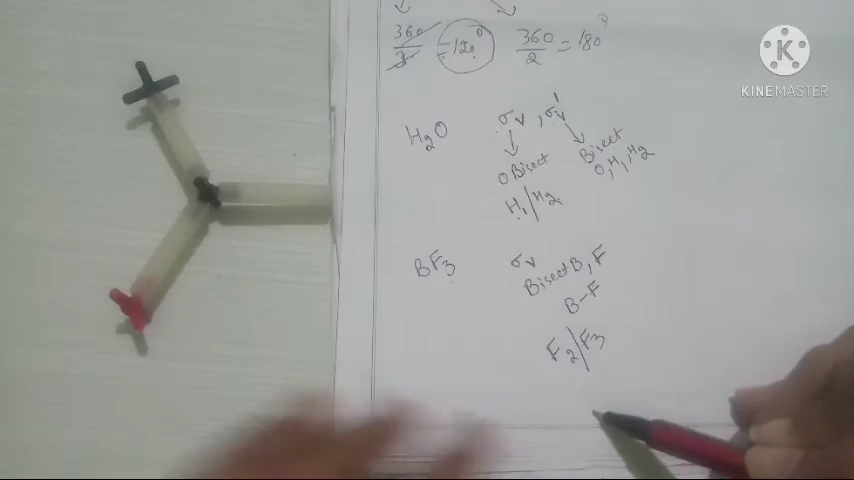 360/3 = 120° 360/2 = 180°
H2O σv , σv'
O Bisect
H1/H2
Bisect
O, H1, H2
BF3 σv
Bisect B, F
B-F
F2/F3
K
KINEMASTER